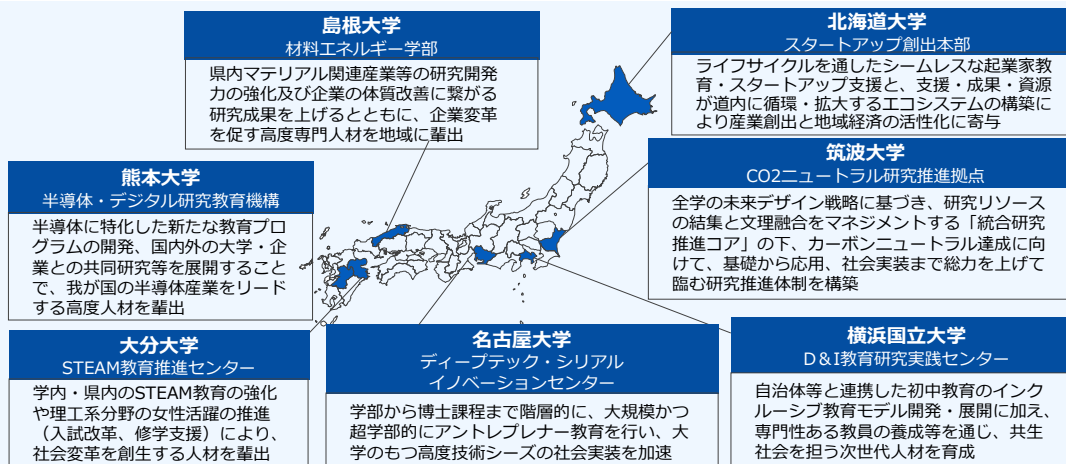 島根大学
材料エネルギー学部
県内マテリアル関連産業等の研究開発
力の強化及び企業の体質改善に繋がる
研究成果を上げるとともに、企業変革
を促す高度専門人材を地域に輩出
北海道大学
スタートアップ創出本部
ライフサイクルを通したシームレスな起業家教
育・スタートアップ支援と、支援・成果・資源
が道内に循環・拡大するエコシステムの構築に
より産業創出と地域経済の活性化に寄与
熊本大学
半導体・デジタル研究教育機構
半導体に特化した新たな教育プロ
グラムの開発、国内外の大学・企
業との共同研究等を展開すること
で、我が国の半導体産業をリード
する高度人材を輩出
筑波大学
CO2ニュートラル研究推進拠点
全学の未来デザイン戦略に基づき、研究リソース
の結集と文理融合をマネジメントする「統合研究
推進コア」の下、カーボンニュートラル達成に向
けて、基礎から応用、社会実装まで総力を上げて
臨む研究推進体制を構築
大分大学
STEAM教育推進センター
学内・県内のSTEAM教育の強化
や理工系分野の女性活躍の推進
（入試改革、修学支援）により、
社会変革を創生する人材を輩出
名古屋大学
ディープテック・シリアル
イノベーションセンター
学部から博士課程まで階層的に、大規模かつ
超学部的にアントレプレナー教育を行い、大
学のもつ高度技術シーズの社会実装を加速
横浜国立大学
D＆I教育研究実践センター
自治体等と連携した初中教育のインク
ルーシブ教育モデル開発・展開に加え、
専門性ある教員の養成等を通じ、共生
社会を担う次世代人材を育成